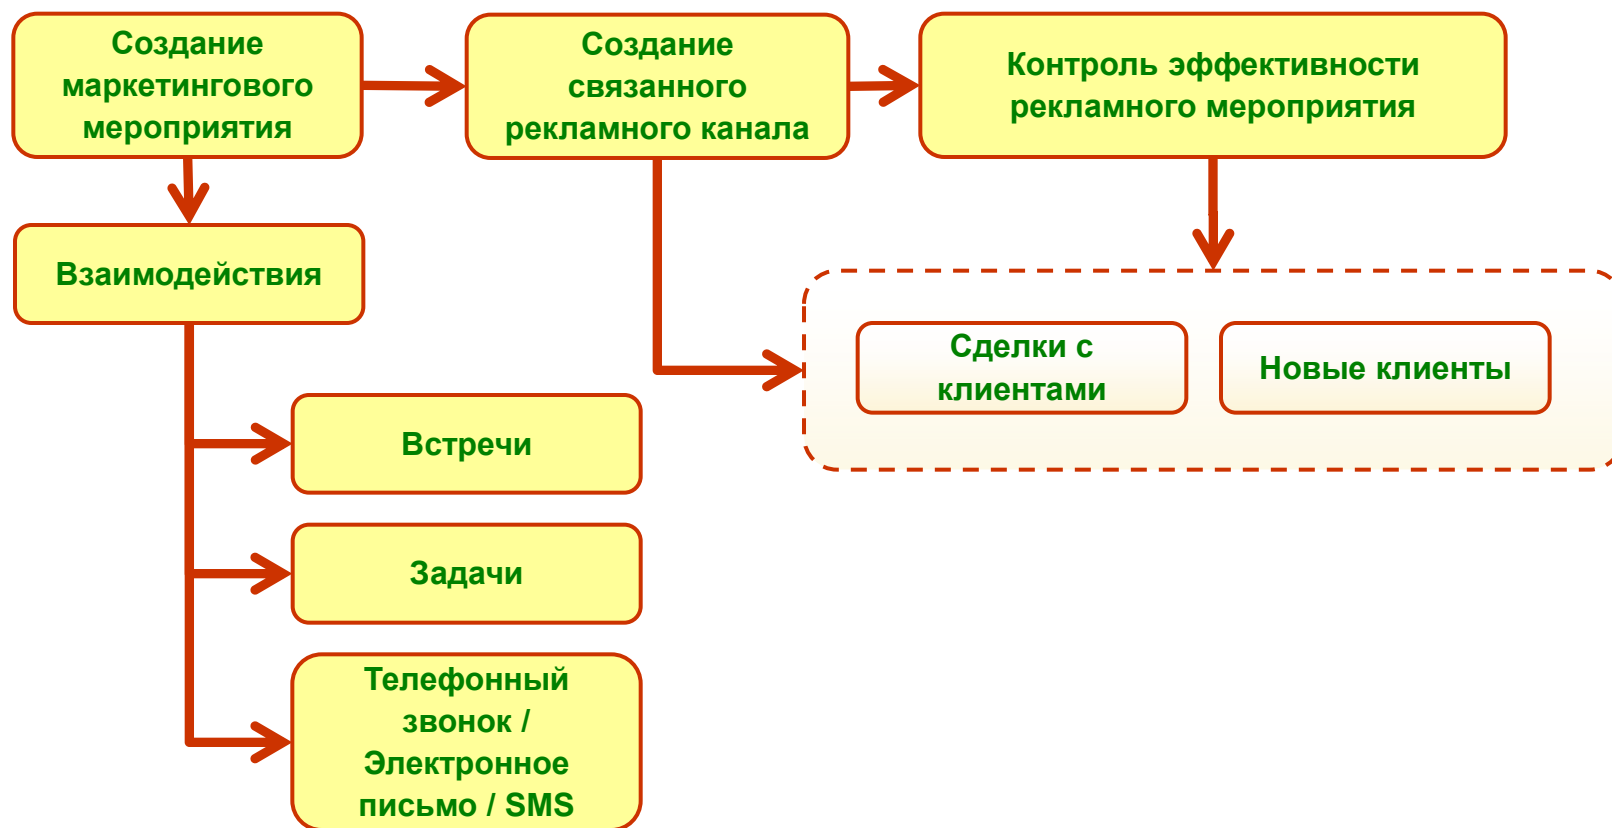 Создание
маркетингового
мероприятия
Создание
связанного
рекламного канала
Контроль эффективности
рекламного мероприятия
Взаимодействия
Сделки с
клиентами
Новые клиенты
Встречи
Задачи
Телефонный
звонок /
Электронное
письмо / SMS